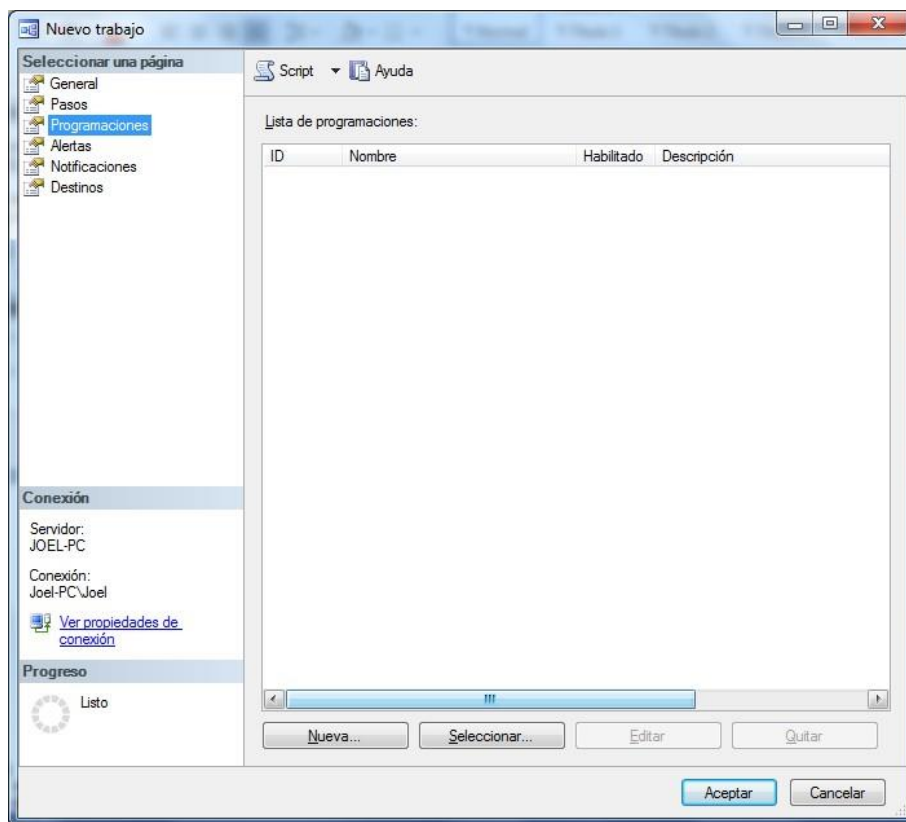 Nuevo trabajo
Seleccionar una página
General
Pasos
Programaciones
Alertas
Notificaciones
Destinos
Script Ayuda
Lista de programaciones:
ID Nombre Habilitado Descripción
Conexión
Servidor:
JOEL-PC
Conexión:
Joel-PC\Joel
Ver propiedades de
conexión
Progreso
Listo
Nueva... Seleccionar... Editar Quitar
Aceptar Cancelar